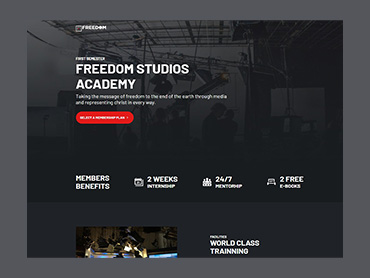 FREEDOM
FIRST SEMESTER
FREEDOM STUDIOS
ACADEMY
Taking the message of freedom to the end of the earth through media
and representing christ in every way
SELECT A MEMBERSHIP PLAN
MEMBERS
BENEFITS
2 WEEKS
INTERNSHIP
24/7
MENTORSHIP
2 FREE
E-BOOKS
FACILITIES
WORLD CLASS
TRAINNING